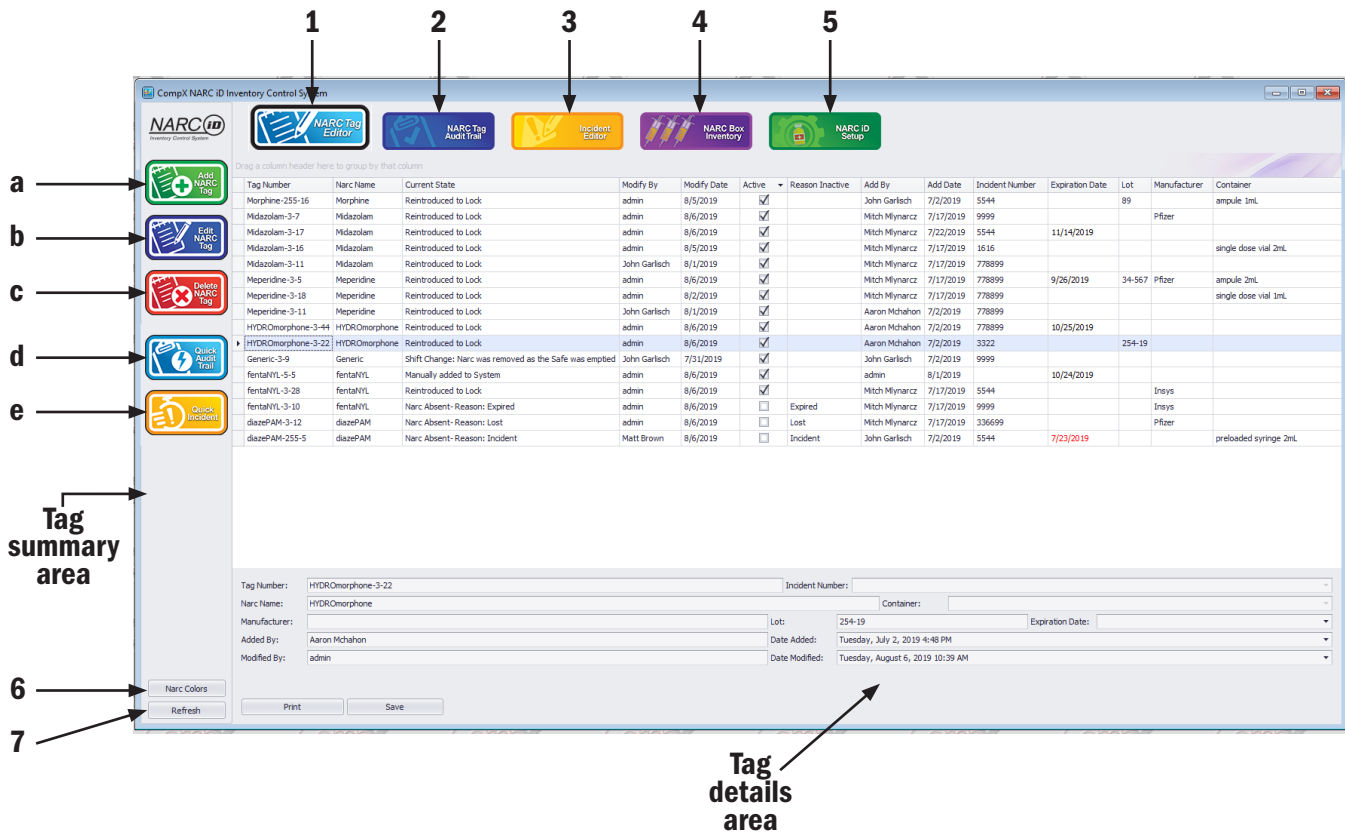 1 2 3 4 5
CompX NARC iD Inventory Control System
NARC iD
Inventory Control System
NARC Tag Editor
NARC Tag Audit Trail
Incident Editor
NARC Box Inventory
NARC iD Setup
Drag a column header here to group by that column
a Add NARC Tag
b Edit NARC Tag
c Delete NARC Tag
d Quick Audit Trail
e Quick Incident
Tag Number Narc Name Current State Modify By Modify Date Active Reason Inactive Add By Add Date Incident Number Expiration Date Lot Manufacturer Container
Morphine-255-16 Morphine Reintroduced to Lock admin 8/5/2019 John Garlisch 7/2/2019 5544 89 ampule 1mL
Midazolam-3-7 Midazolam Reintroduced to Lock admin 8/6/2019 Mitch Mlynarcz 7/17/2019 9999 Pfizer
Midazolam-3-17 Midazolam Reintroduced to Lock admin 8/6/2019 Mitch Mlynarcz 7/22/2019 5544 11/14/2019
Midazolam-3-16 Midazolam Reintroduced to Lock admin 8/5/2019 Mitch Mlynarcz 7/17/2019 1616 single dose vial 2mL
Midazolam-3-11 Midazolam Reintroduced to Lock John Garlisch 8/1/2019 Mitch Mlynarcz 7/17/2019 778899
Meperidine-3-5 Meperidine Reintroduced to Lock admin 8/6/2019 Mitch Mlynarcz 7/17/2019 778899 9/26/2019 34-567 Pfizer ampule 2mL
Meperidine-3-18 Meperidine Reintroduced to Lock admin 8/2/2019 Mitch Mlynarcz 7/17/2019 778899 single dose vial 1mL
Meperidine-3-11 Meperidine Reintroduced to Lock John Garlisch 8/1/2019 Aaron Mchahon 7/2/2019 778899
HYDROmorphone-3-44 HYDROmorphone Reintroduced to Lock admin 8/6/2019 Aaron Mchahon 7/2/2019 778899 10/25/2019
HYDROmorphone-3-22 HYDROmorphone Reintroduced to Lock admin 8/6/2019 Aaron Mchahon 7/2/2019 3322 254-19
Generic-3-9 Generic Shift Change: Narc was removed as the Safe was emptied John Garlisch 7/31/2019 John Garlisch 7/2/2019 9999
fentaNYL-5-5 fentaNYL Manually added to System admin 8/6/2019 admin 8/1/2019 10/24/2019
fentaNYL-3-28 fentaNYL Reintroduced to Lock admin 8/6/2019 Mitch Mlynarcz 7/17/2019 5544 Insys
fentaNYL-3-10 fentaNYL Narc Absent- Reason: Expired admin 8/6/2019 Expired Mitch Mlynarcz 7/17/2019 9999 Insys
diazePAM-3-12 diazePAM Narc Absent- Reason: Lost admin 8/6/2019 Lost Mitch Mlynarcz 7/17/2019 336699 Pfizer
diazePAM-255-5 diazePAM Narc Absent- Reason: Incident Matt Brown 8/6/2019 Incident John Garlisch 7/2/2019 5544 7/23/2019 preloaded syringe 2mL
Tag
summary
area
Tag Number: HYDROmorphone-3-22 Incident Number:
Narc Name: HYDROmorphone Container:
Manufacturer: Lot: 254-19 Expiration Date:
Added By: Aaron Mchahon Date Added: Tuesday, July 2, 2019 4:48 PM
Modified By: admin Date Modified: Tuesday, August 6, 2019 10:39 AM
6 Narc Colors
7 Refresh
Print Save
Tag
details
area